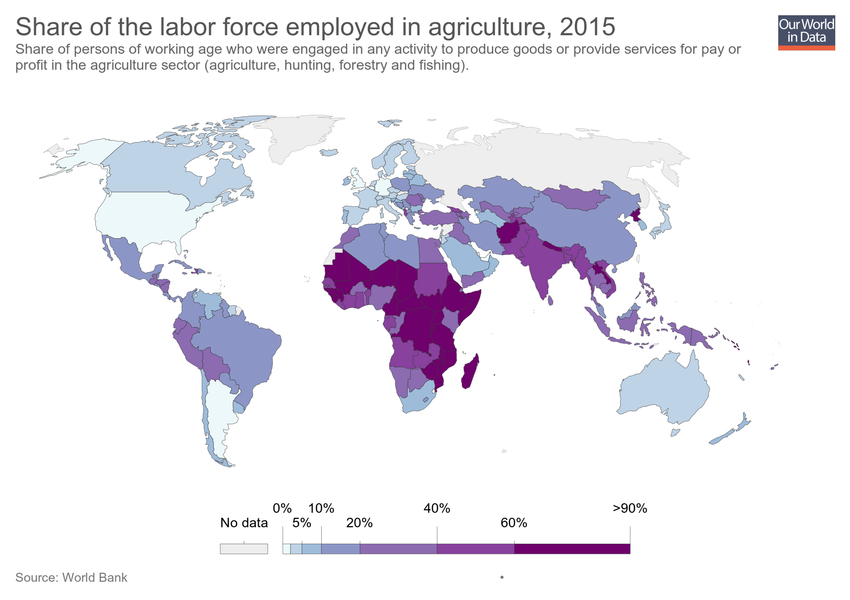 Share of the labor force employed in agriculture, 2015
Share of persons of working age who were engaged in any activity to produce goods or provide services for pay or
profit in the agriculture sector (agriculture, hunting, forestry and fishing).
Our World
in Data
0% 10% 40% >90%
No data 5% 20% 60%
Source: World Bank